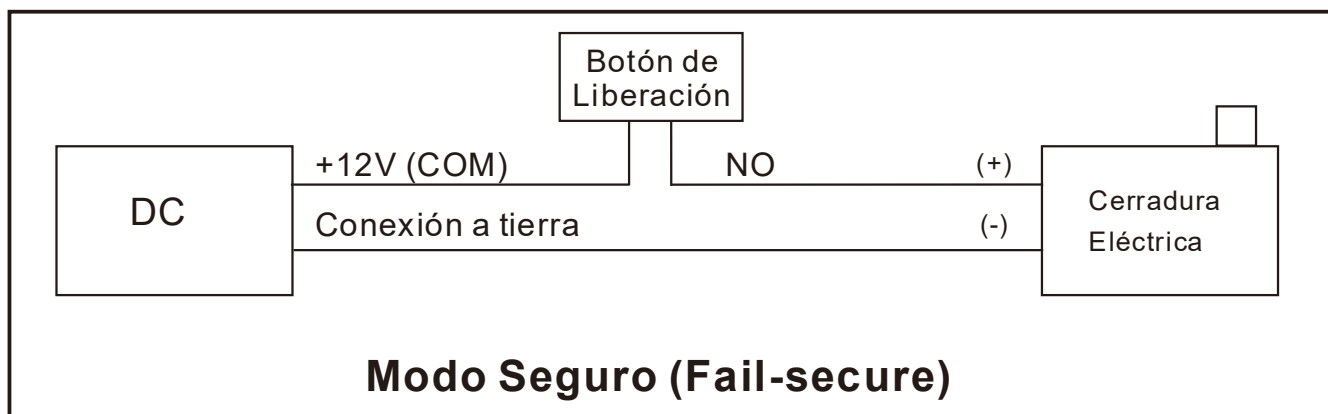 Botón de
Liberación
+12V (COM)
NO
(+)
DC
Conexión a tierra
(-)
Cerradura
Eléctrica
Modo Seguro (Fail-secure)